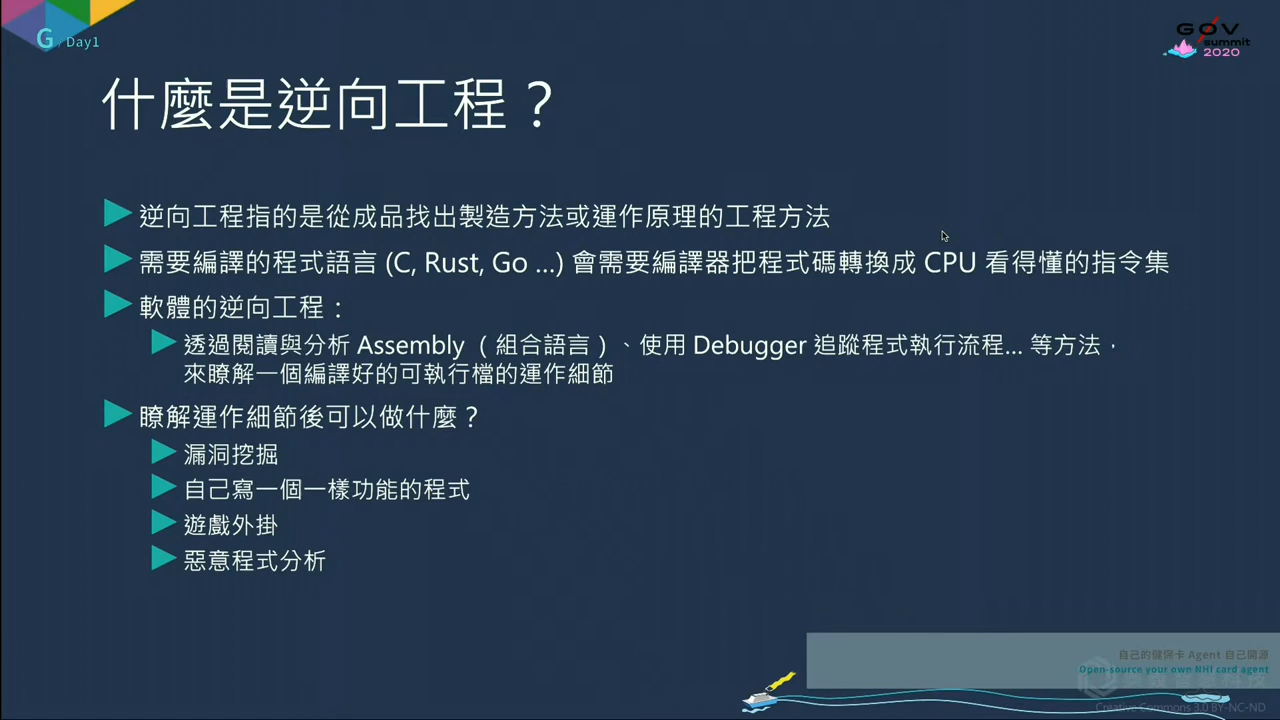 G / Day1
GOV
summit
2020
什麼是逆向工程？
逆向工程指的是從成品找出製造方法或運作原理的工程方法
需要編譯的程式語言 (C, Rust, Go ...) 會需要編譯器把程式碼轉換成 CPU 看得懂的指令集
軟體的逆向工程：
透過閱讀與分析 Assembly （組合語言）、使用 Debugger 追蹤程式執行流程... 等方法，
來瞭解一個編譯好的可執行檔的運作細節
瞭解運作細節後可以做什麼？
漏洞挖掘
自己寫一個一樣功能的程式
遊戲外掛
惡意程式分析
自己的健保卡 Agent 自己開源
Open-source your own NHI card agent
Creative Commons 3.0 BY-NC-ND